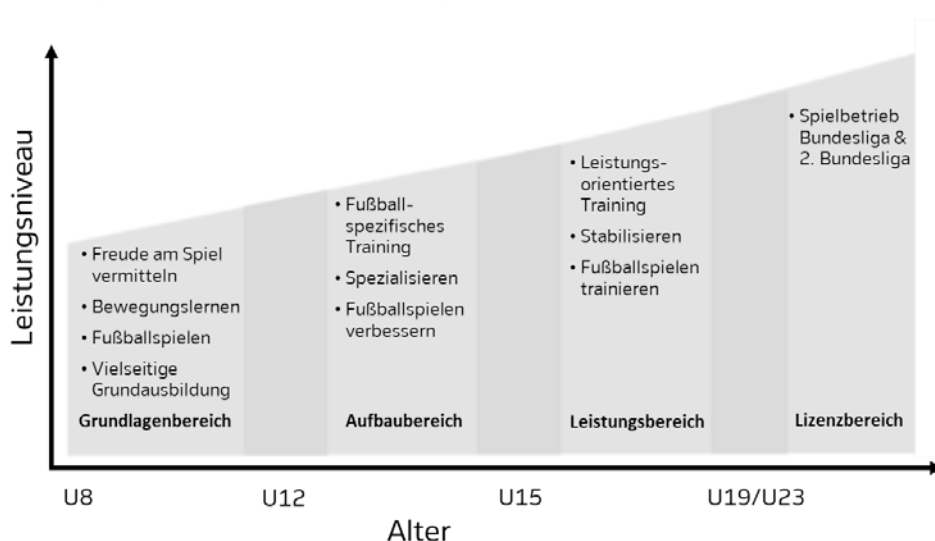 Leistungsniveau
• Freude am Spiel
vermitteln
• Bewegungslernen
• Fußballspielen
• Vielseitige
Grundausbildung
Grundlagenbereich
• Fußball-
spezifisches
Training
• Spezialisieren
• Fußballspielen
verbessern
Aufbaubereich
• Leistungs-
orientiertes
Training
• Stabilisieren
• Fußballspielen
trainieren
Leistungsbereich
• Spielbetrieb
Bundesliga &
2. Bundesliga
Lizenzbereich
U8
U12
U15
U19/U23
Alter